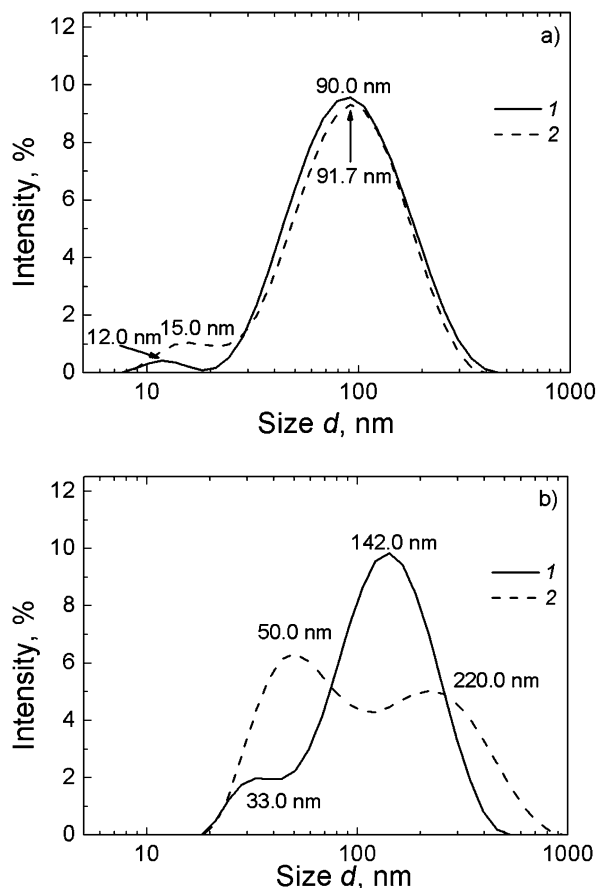 12
a)
90.0 nm
10
1
2
8
91.7 nm
6
4
2
15.0 nm
12.0 nm
0
10
100
1000
Intensity, %
Size d, nm
12
b)
142.0 nm
10
1
2
8
50.0 nm
6
220.0 nm
4
2
33.0 nm
0
10
100
1000
Intensity, %
Size d, nm